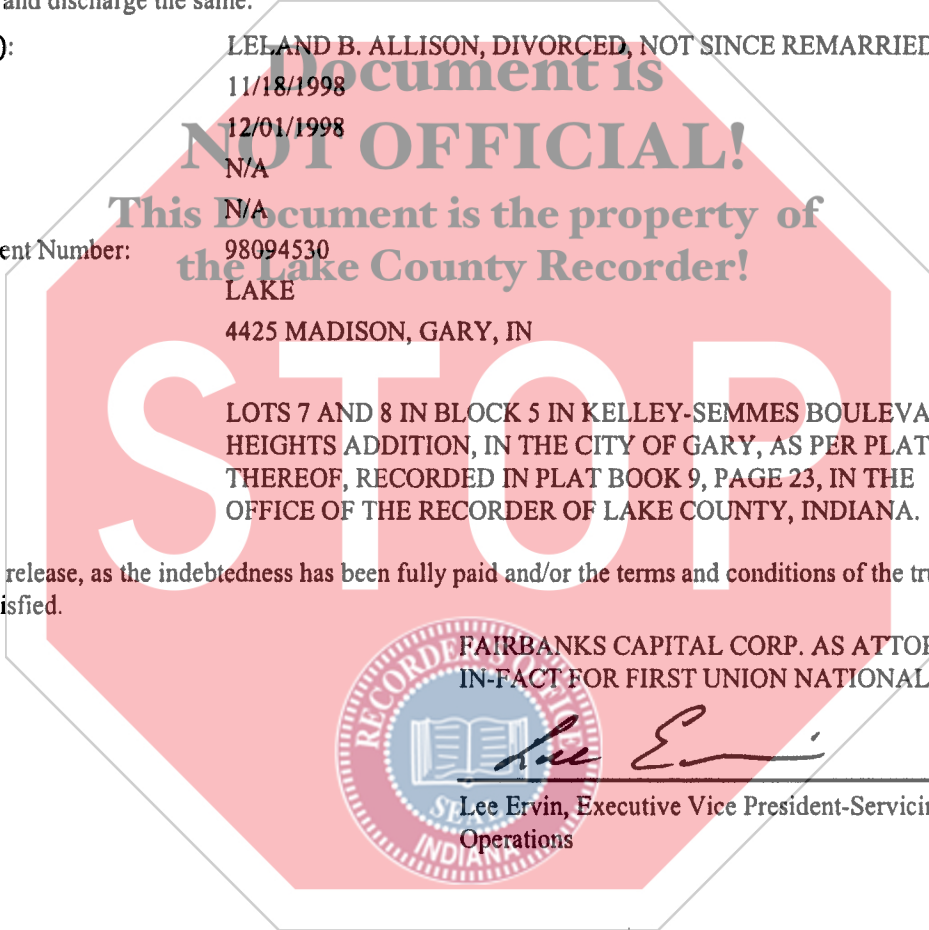 and discharge the same.
): LELAND B. ALLISON, DIVORCED, NOT SINCE REMARRIED
Document is
11/18/1998
12/01/1998
NOT OFFICIAL!
N/A
This Document is the property of
N/A
ent Number: 98094530
the Lake County Recorder!
LAKE
4425 MADISON, GARY, IN
STOP
LOTS 7 AND 8 IN BLOCK 5 IN KELLEY-SEMMES BOULEVA
HEIGHTS ADDITION, IN THE CITY OF GARY, AS PER PLAT
THEREOF, RECORDED IN PLAT BOOK 9, PAGE 23, IN THE
OFFICE OF THE RECORDER OF LAKE COUNTY, INDIANA.
release, as the indebtedness has been fully paid and/or the terms and conditions of the tru
isfied.
FAIRBANKS CAPITAL CORP. AS ATTOR
IN-FACT FOR FIRST UNION NATIONAL
RECORDER'S OFFICE
SEAL
INDIANA
Lee Ervin, Executive Vice President-Servicin
Operations